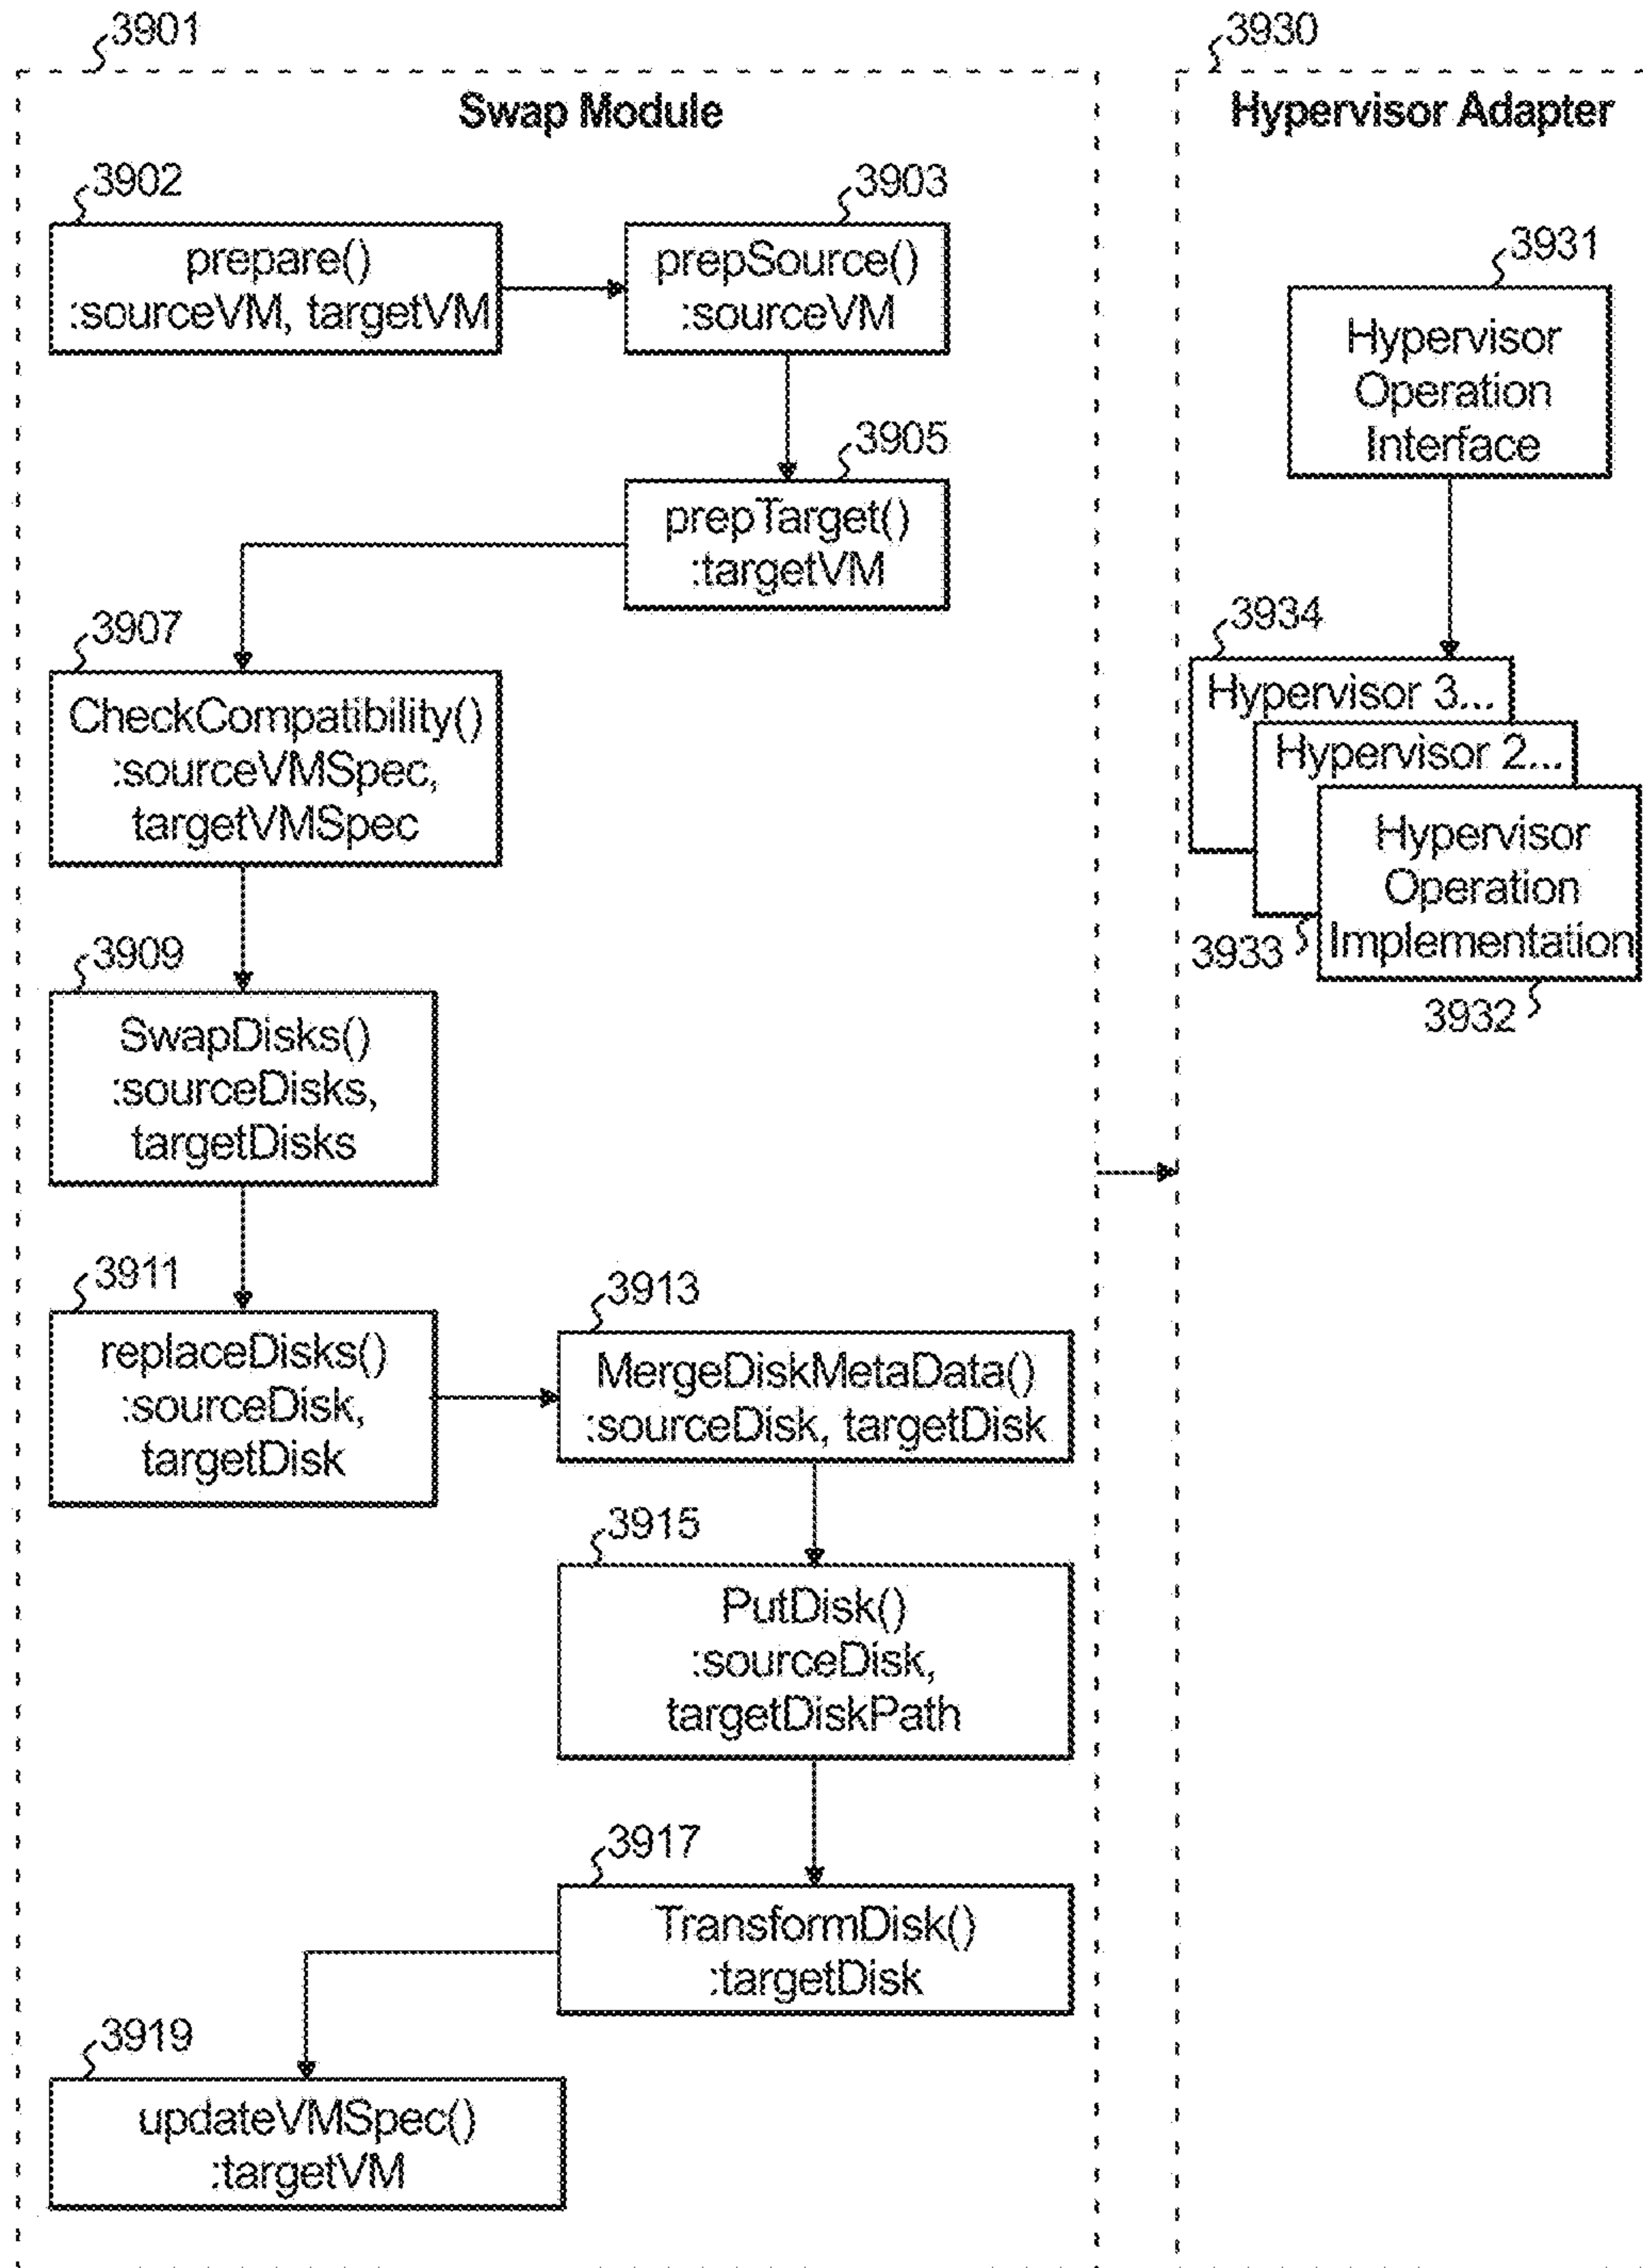 3901
Swap Module
3902
prepare()
:sourceVM, targetVM
3903
prepSource()
:sourceVM
3905
prepTarget()
:targetVM
3907
CheckCompatibility()
:sourceVMSpec,
targetVMSpec
3909
SwapDisks()
:sourceDisks,
targetDisks
3911
replaceDisks()
:sourceDisk,
targetDisk
3913
MergeDiskMetaData()
:sourceDisk, targetDisk
3915
PutDisk()
:sourceDisk,
targetDiskPath
3917
TransformDisk()
:targetDisk
3919
updateVMSpec()
:targetVM
3930
Hypervisor Adapter
3931
Hypervisor
Operation
Interface
3934
Hypervisor 3...
Hypervisor 2...
Hypervisor
Operation
Implementation
3933
3932